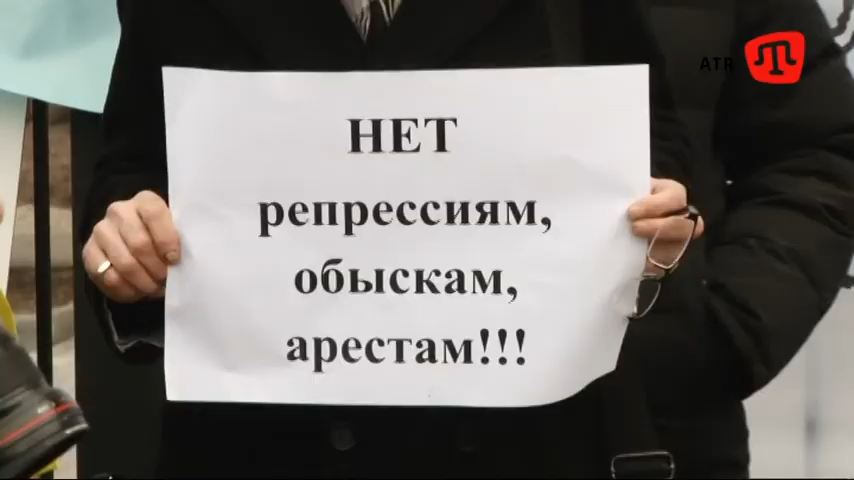 ATR
НЕТ
репрессиям,
обыскам,
арестам!!!